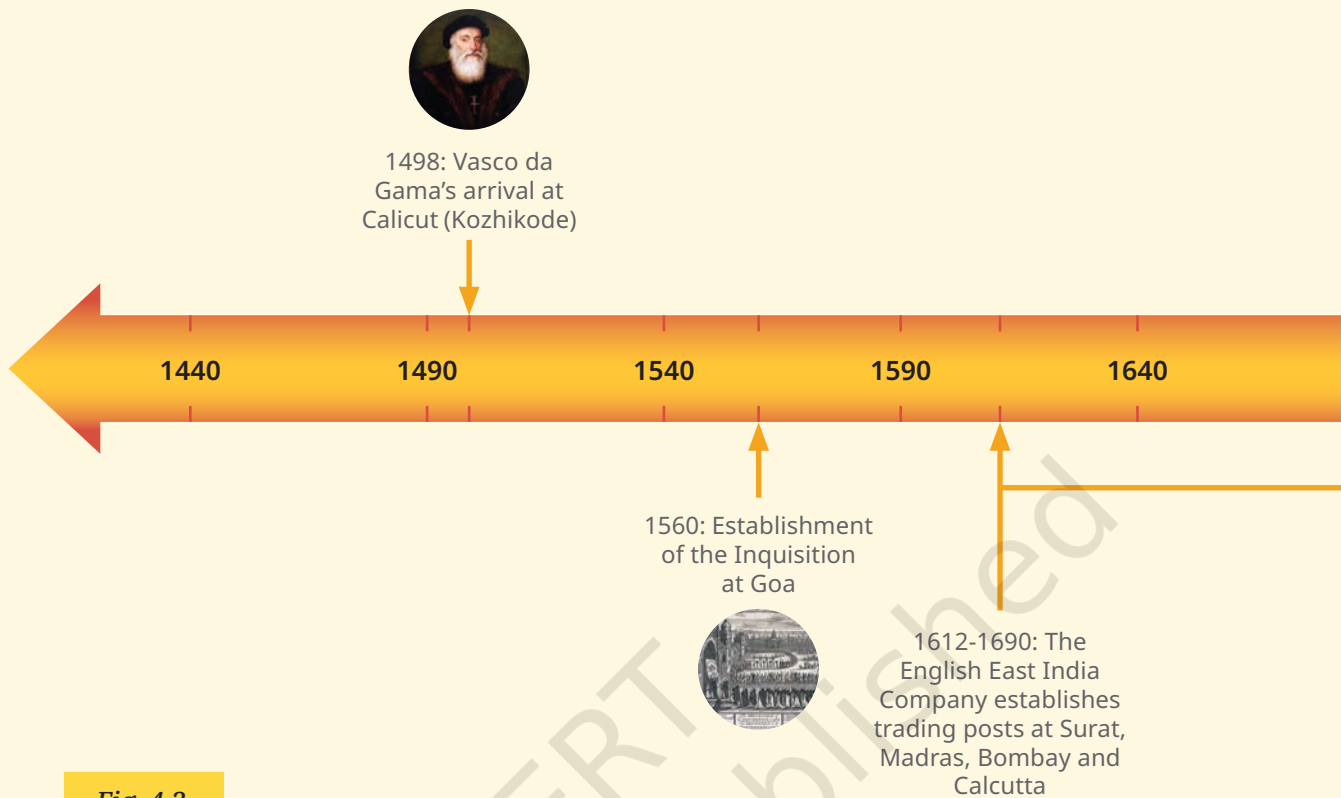 1498: Vasco da
Gama’s arrival at
Calicut (Kozhikode)
1440
1490
1540
1590
1640
1560: Establishment
of the Inquisition
at Goa
1612-1690: The
English East India
Company establishes
trading posts at Surat,
Madras, Bombay and
Calcutta